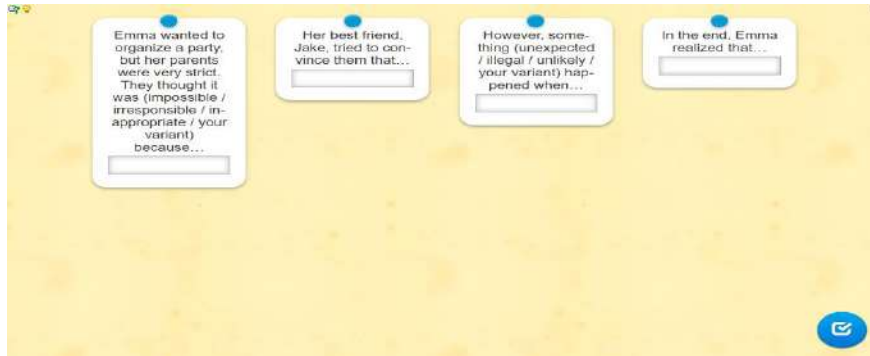 Emma wanted to
organize a party,
but her parents
were very strict.
They thought it
was (impossible /
irresponsible / in-
appropriate / your
variant)
because...
Her best friend,
Jake, tried to con-
vince them that...
However, some-
thing (unexpected
/ illegal / unlikely /
your variant) hap-
pened when...
In the end, Emma
realized that...